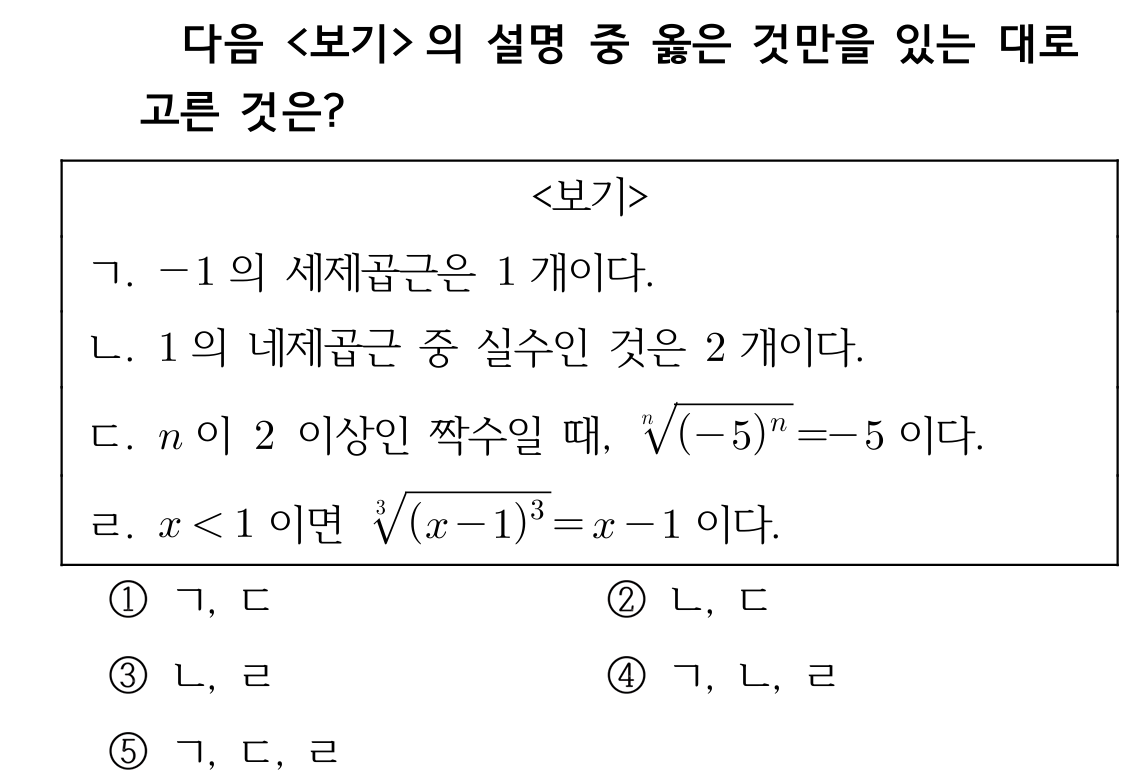 다음 <보기>의 설명 중 옳은 것만을 있는 대로
고른 것은?
<보기>
ㄱ. −1의 세제곱근은 1개이다.
ㄴ. 1의 네제곱근 중 실수인 것은 2개이다.
ㄷ. n이 2 이상인 짝수일 때, ⁿ√(−5)ⁿ=−5이다.
ㄹ. x<1이면 ³√(x−1)³=x−1이다.
① ㄱ, ㄷ ② ㄴ, ㄷ
③ ㄴ, ㄹ ④ ㄱ, ㄴ, ㄹ
⑤ ㄱ, ㄷ, ㄹ